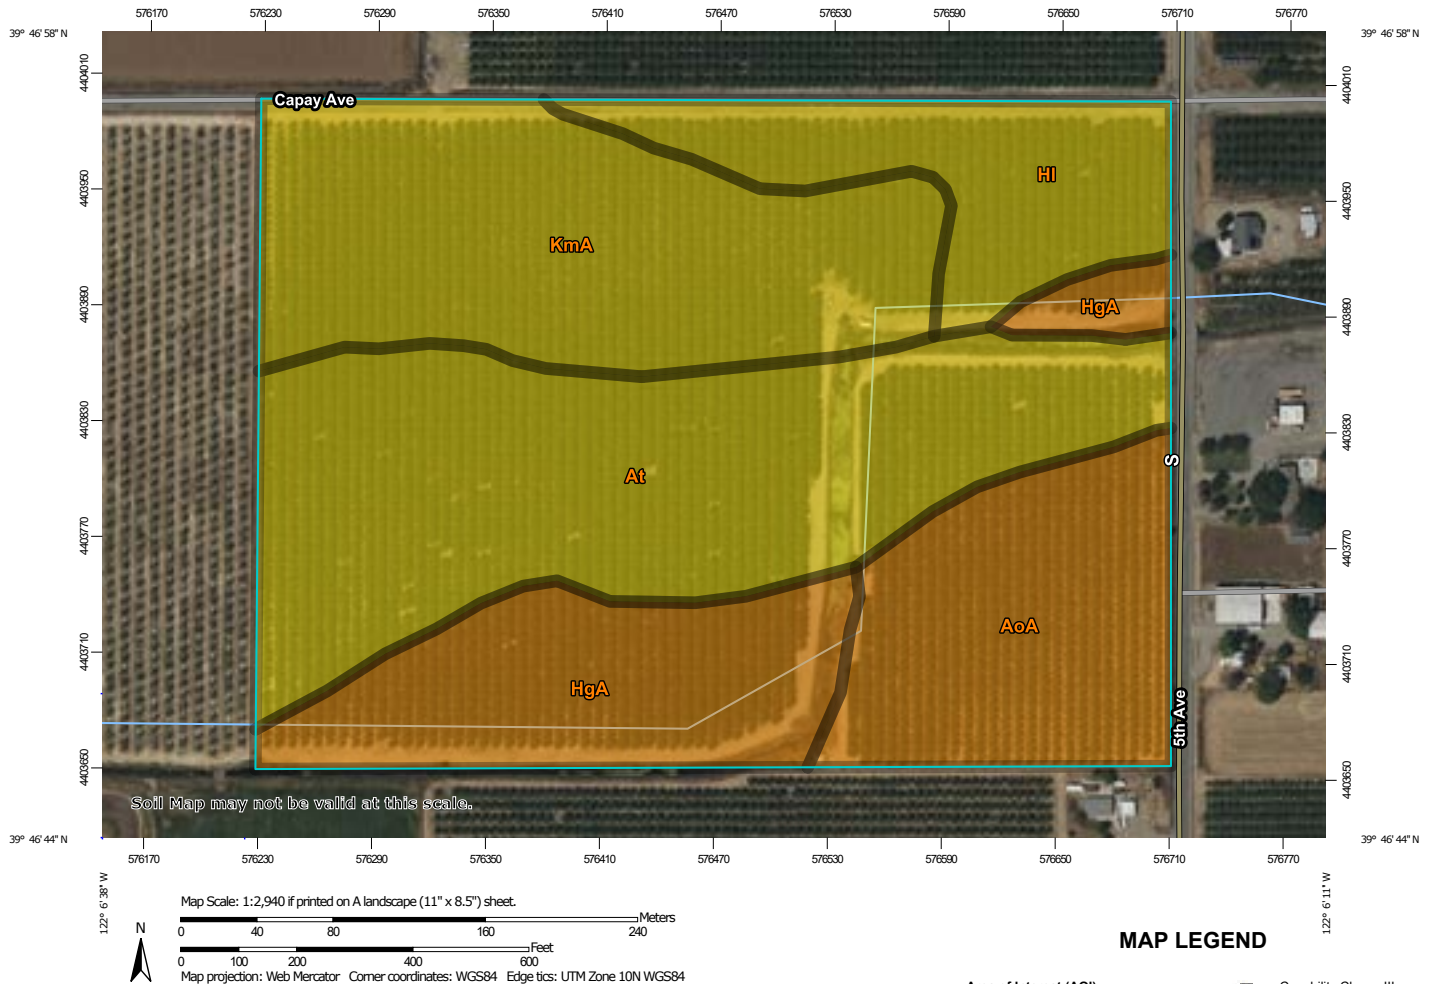 576170 576230 576290 576350 576410 576470 576530 576590 576650 576710 576770
39° 46' 58" N
39° 46' 58" N
4404010
4404010
Capay Ave
HI
4403950
4403950
KmA
HgA
4403890
4403890
4403830
4403830
S
At
4403770
4403770
AoA
4403710
4403710
HgA
5th Ave
4403650
4403650
Soil Map may not be valid at this scale.
39° 46' 44" N
39° 46' 44" N
576170 576230 576290 576350 576410 576470 576530 576590 576650 576710 576770
122° 6' 38" W
122° 6' 11" W
Map Scale: 1:2,940 if printed on A landscape (11" x 8.5") sheet.
Meters
0 40 80 160 240
N
Feet
0 100 200 400 600
Map projection: Web Mercator Corner coordinates: WGS84 Edge tics: UTM Zone 10N WGS84
MAP LEGEND